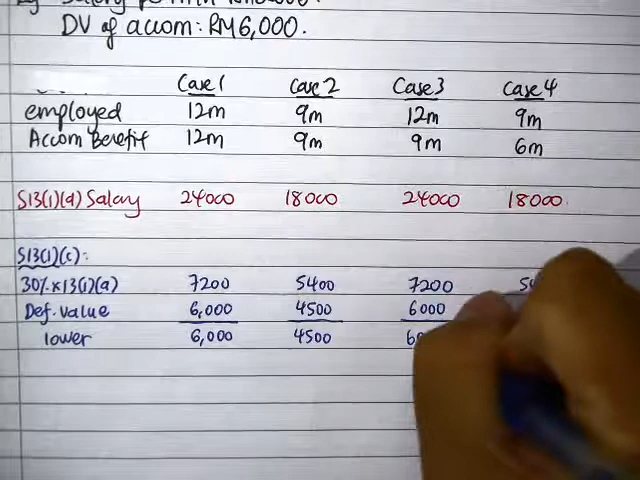 DV of accom: RM6,000.
Case 1 Case 2 Case 3 Case 4
employed 12m 9m 12m 9m
Accom Benefit 12m 9m 9m 6m
S13(1)(a) Salary 24000 18000 24000 18000.
S13(1)(c):
30% x 13(1)(a) 7200 5400 7200
Def. value 6,000 4500 6000
lower 6,000 4500